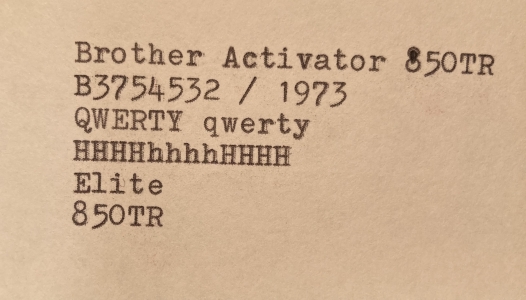 Brother Activator 850TR
B3754532 / 1973
QWERTY qwerty
HHHHhhhhHHHH
Elite
850TR